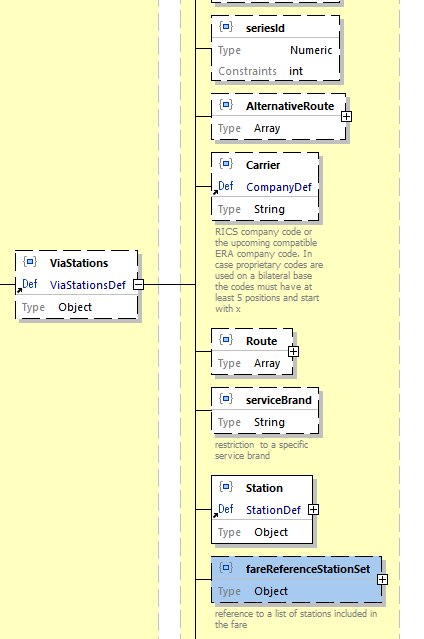 seriesId
Type Numeric
Constraints int
AlternativeRoute
Type Array
Carrier
Def CompanyDef
Type String
RICS company code or
the upcoming compatible
ERA company code. In
case proprietary codes are
used on a bilateral base
the codes must have at
least 5 positions and start
with x
ViaStations
Def ViaStationsDef
Type Object
Route
Type Array
serviceBrand
Type String
restriction to a specific
service brand
Station
Def StationDef
Type Object
fareReferenceStationSet
Type Object
reference to a list of stations included in
the fare